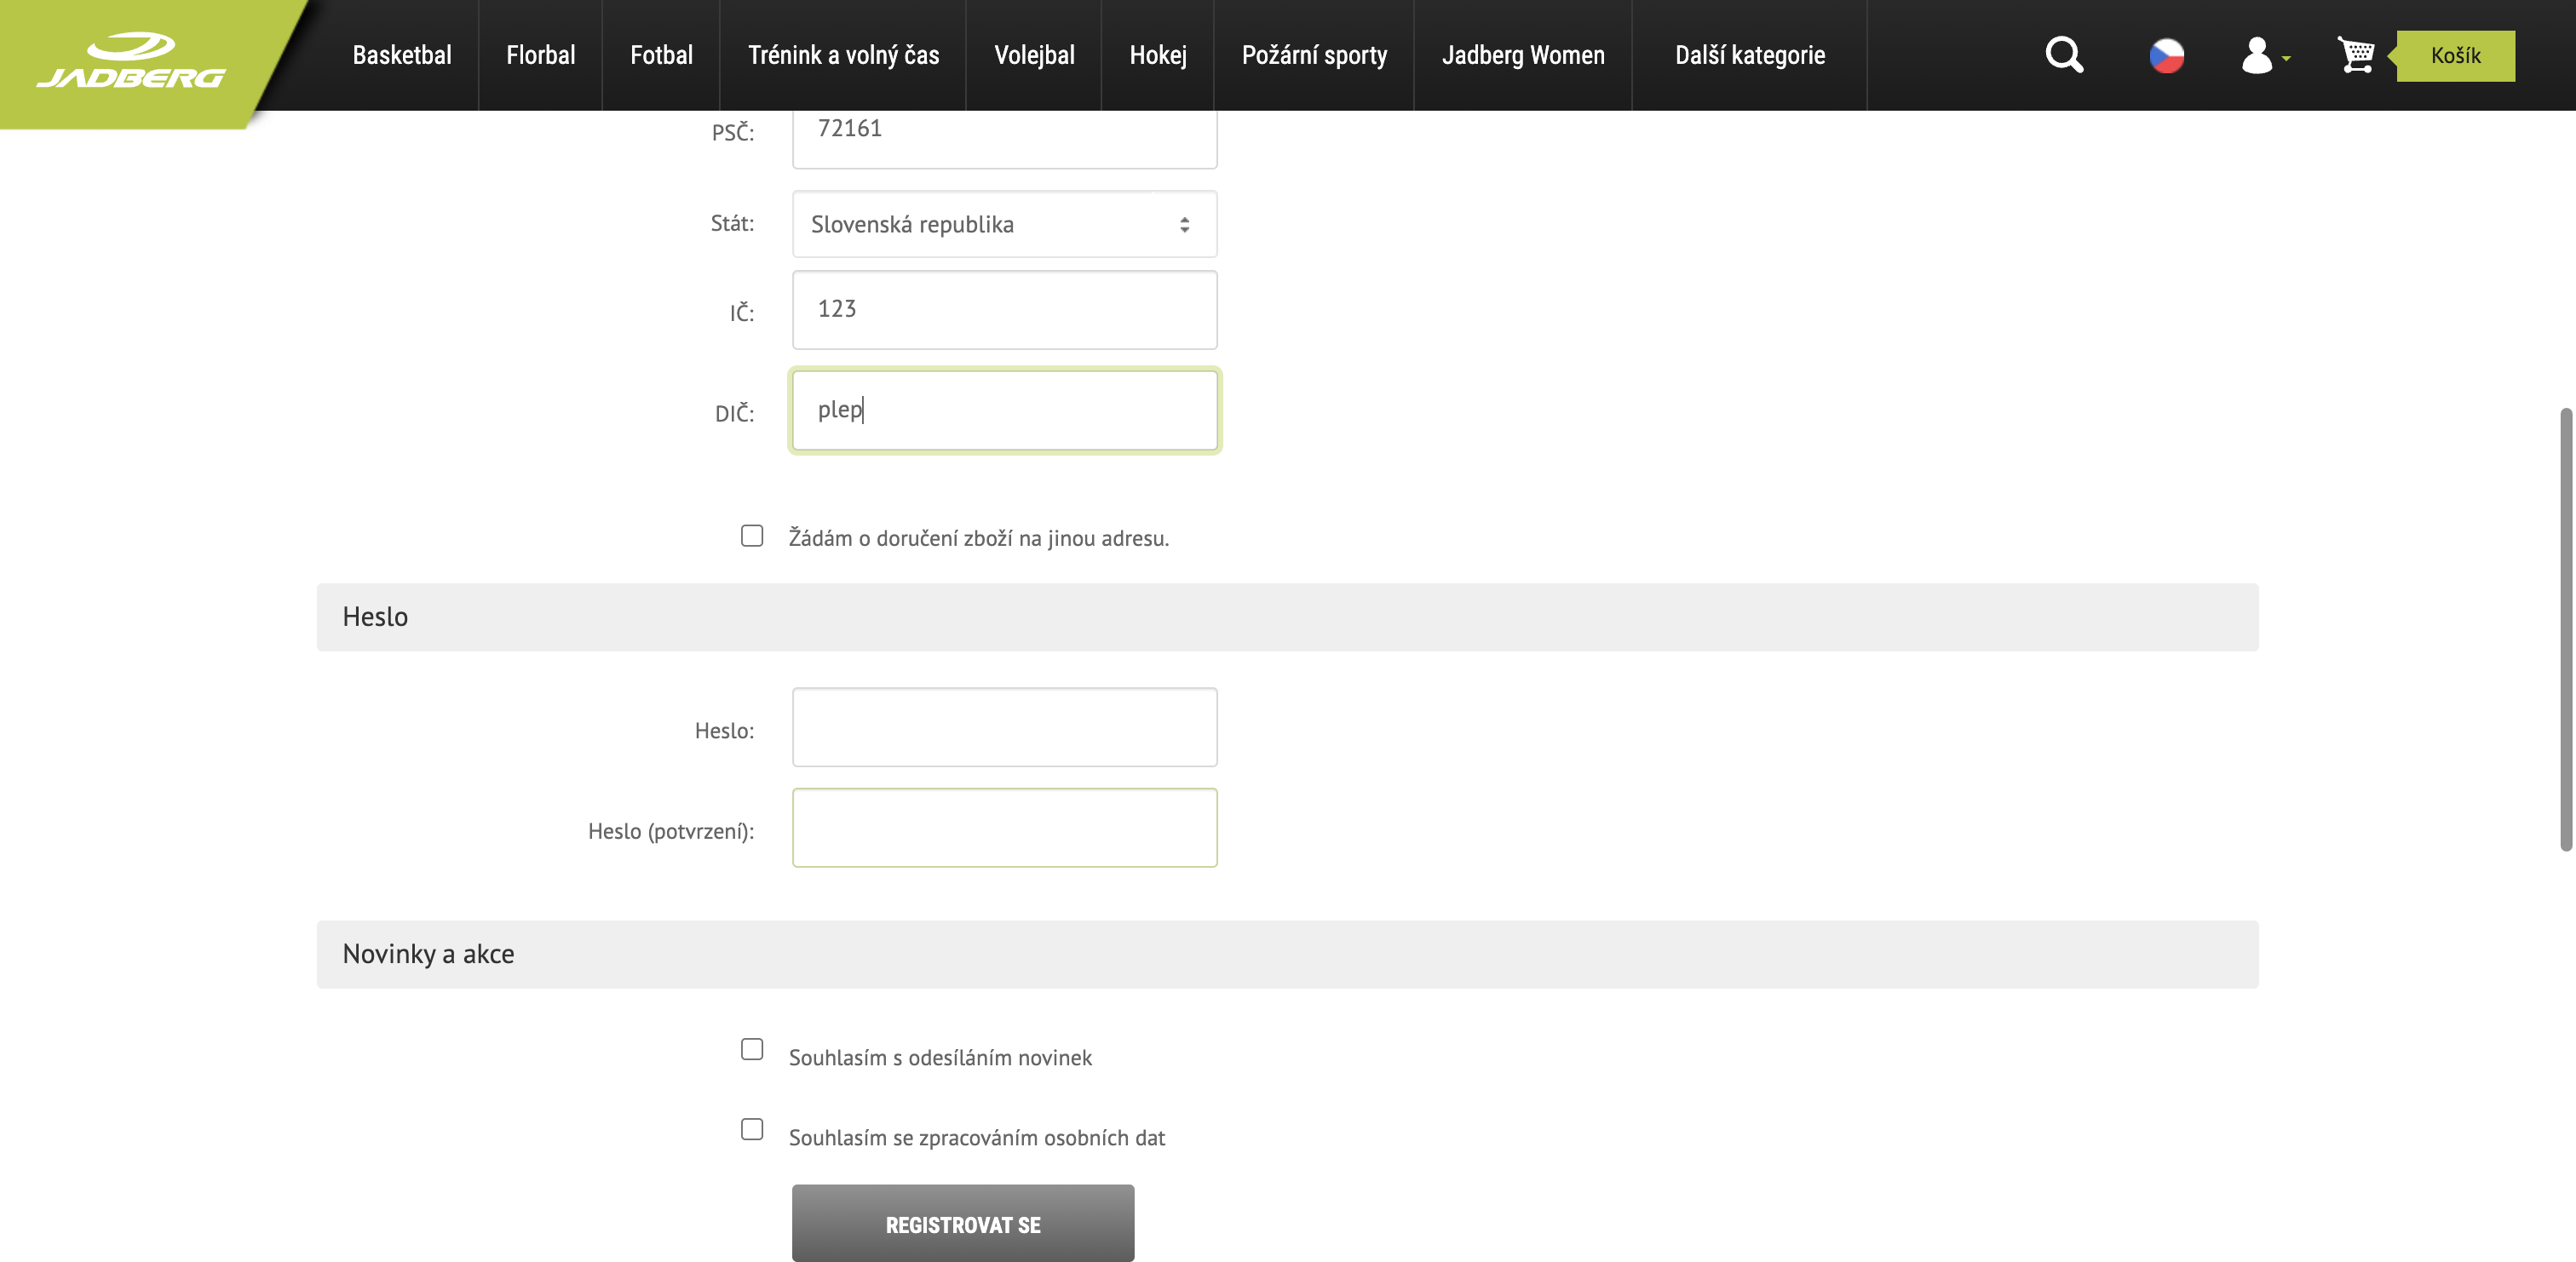 JADBERG
Basketbal Florbal Fotbal Trénink a volný čas Volejbal Hokej Požární sporty Jadberg Women Další kategorie Košík
PSČ: 72161
Stát: Slovenská republika
IČ: 123
DIČ: plep
Žádám o doručení zboží na jinou adresu.
Heslo
Heslo:
Heslo (potvrzení):
Novinky a akce
Souhlasím s odesíláním novinek
Souhlasím se zpracováním osobních dat
REGISTROVAT SE